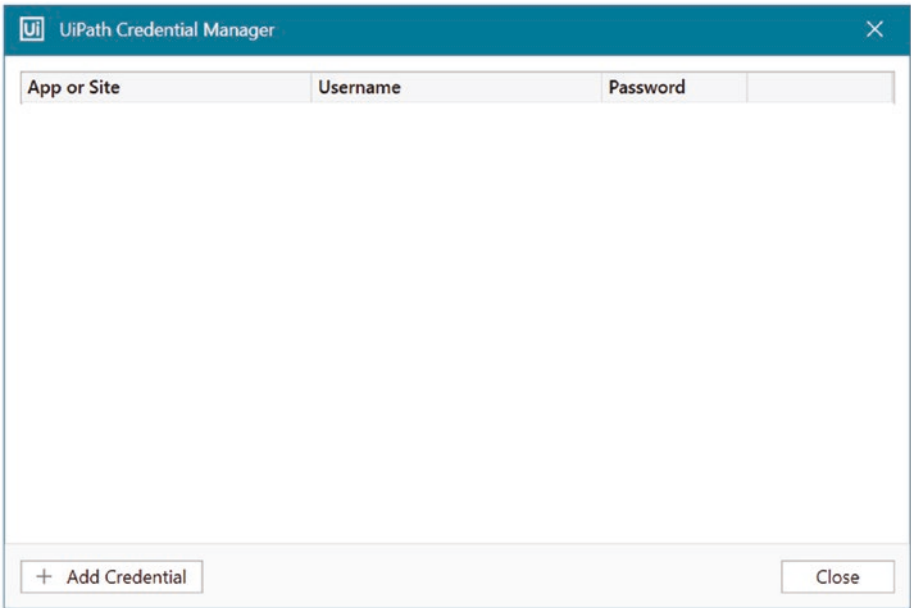 Ui UiPath Credential Manager
App or Site Username Password
+ Add Credential Close